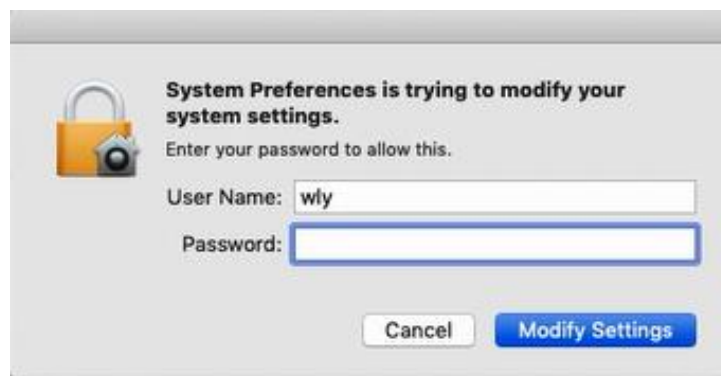 System Preferences is trying to modify your
system settings.
Enter your password to allow this.
User Name: wly
Password:
Cancel Modify Settings